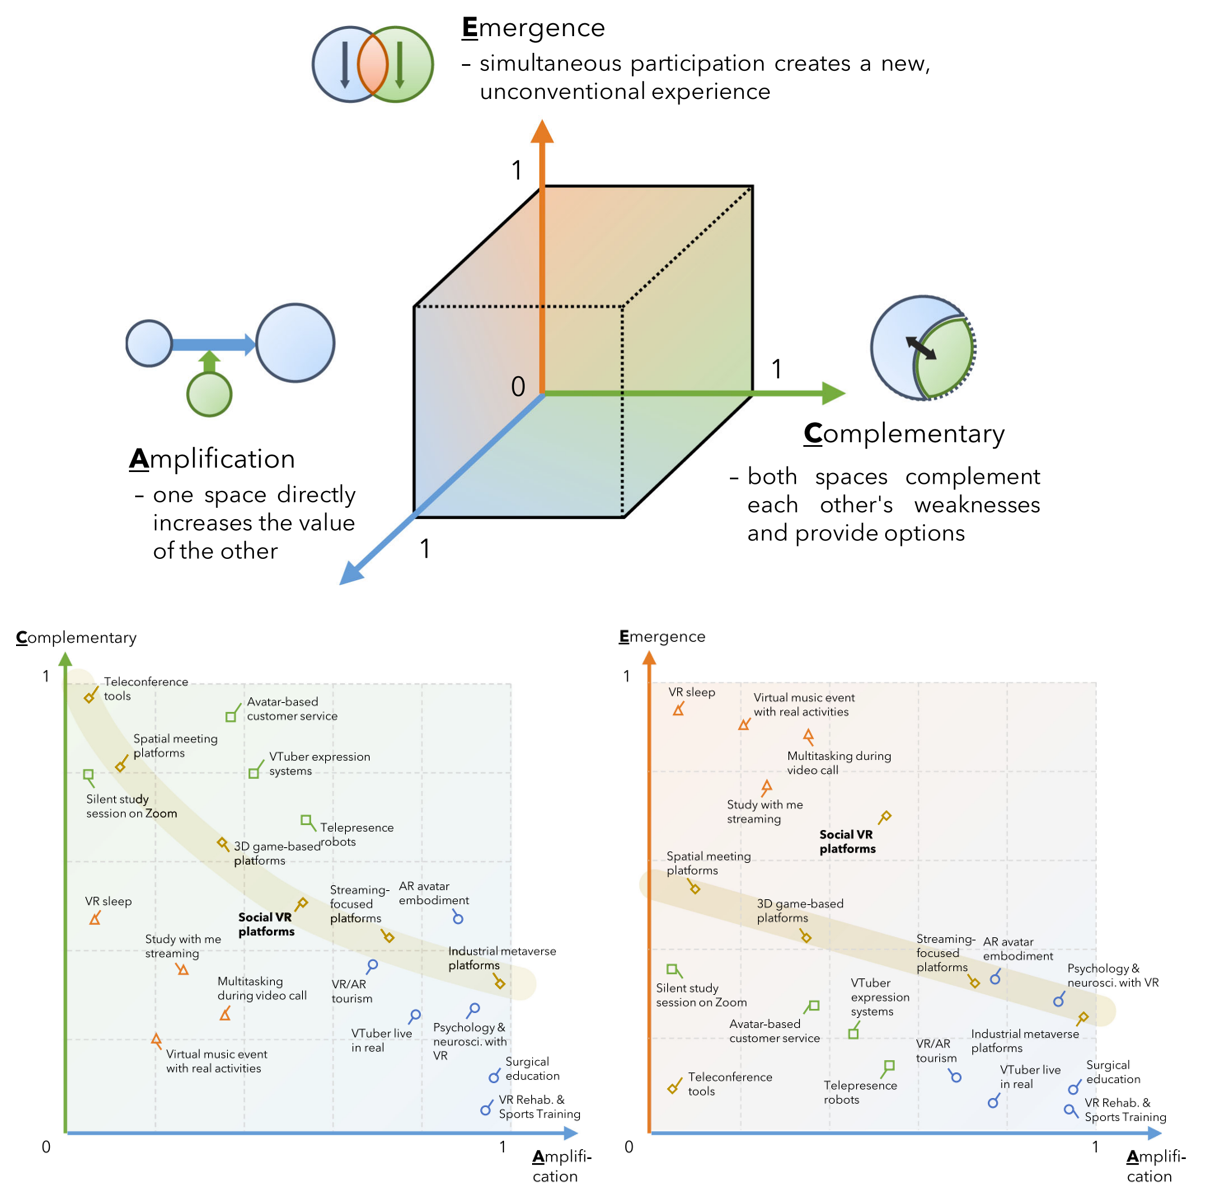 Emergence
– simultaneous participation creates a new,
unconventional experience
1
0
1
1
Amplification
– one space directly
increases the value
of the other
Complementary
– both spaces complement
each other's weaknesses
and provide options
Complementary
1
Teleconference
tools
Avatar-based
customer service
Spatial meeting
platforms
VTuber expression
systems
Silent study
session on Zoom
Telepresence
robots
3D game-based
platforms
VR sleep
Streaming-
focused
platforms
AR avatar
embodiment
Social VR
platforms
Study with me
streaming
Industrial metaverse
platforms
Multitasking
during video call
VR/AR
tourism
VTuber live
in real
Psychology &
neurosci. with
VR
Virtual music event
with real activities
Surgical
education
VR Rehab. &
Sports Training
0
1
Amplifi-
cation
Emergence
1
VR sleep
Virtual music event
with real activities
Multitasking during
video call
Study with me
streaming
Social VR
platforms
Spatial meeting
platforms
3D game-based
platforms
Streaming-
focused
platforms
AR avatar
embodiment
Psychology &
neurosci. with VR
Silent study
session on Zoom
VTuber
expression
systems
Avatar-based
customer service
Industrial metaverse
platforms
VR/AR
tourism
Teleconference
tools
Telepresence
robots
VTuber live
in real
Surgical
education
VR Rehab. &
Sports Training
0
1
Amplifi-
cation